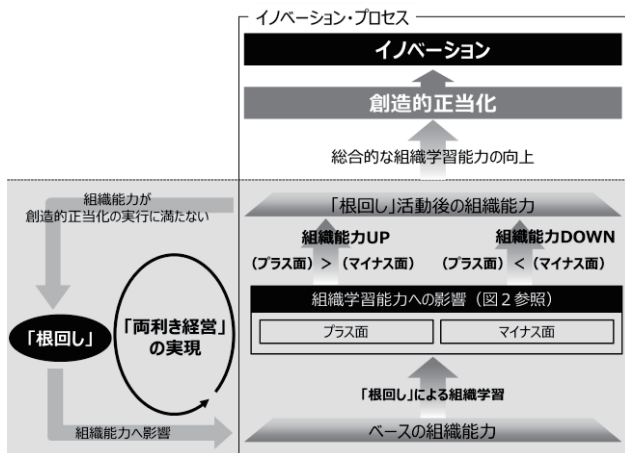 イノベーション・プロセス
イノベーション
創造的正当化
総合的な組織学習能力の向上
組織能力が
創造的正当化の実行に満たない
「根回し」活動後の組織能力
組織能力UP
(プラス面) > (マイナス面)
組織能力DOWN
(プラス面) < (マイナス面)
組織学習能力への影響（図２参照）
プラス面
マイナス面
「根回し」
「両利き経営」
の実現
「根回し」による組織学習
組織能力へ影響
ベースの組織能力